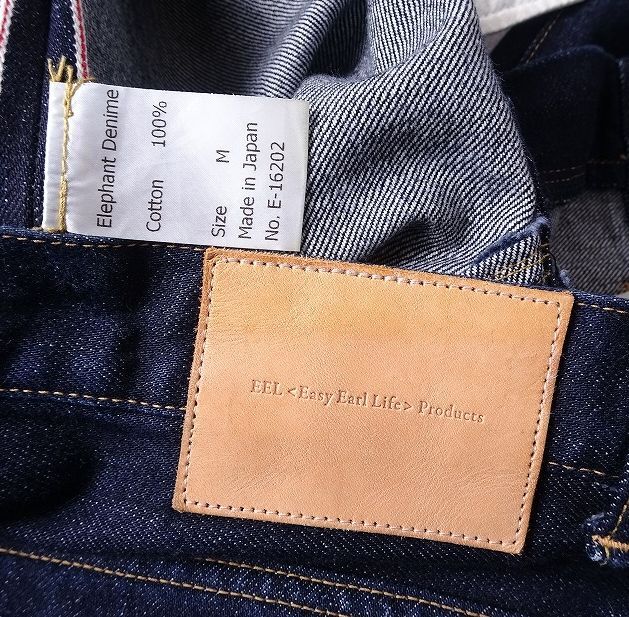 Elephant Denime
Cotton 100%
Size M
Made in Japan
No. E-16202
EEL <Easy Earl Life> Products